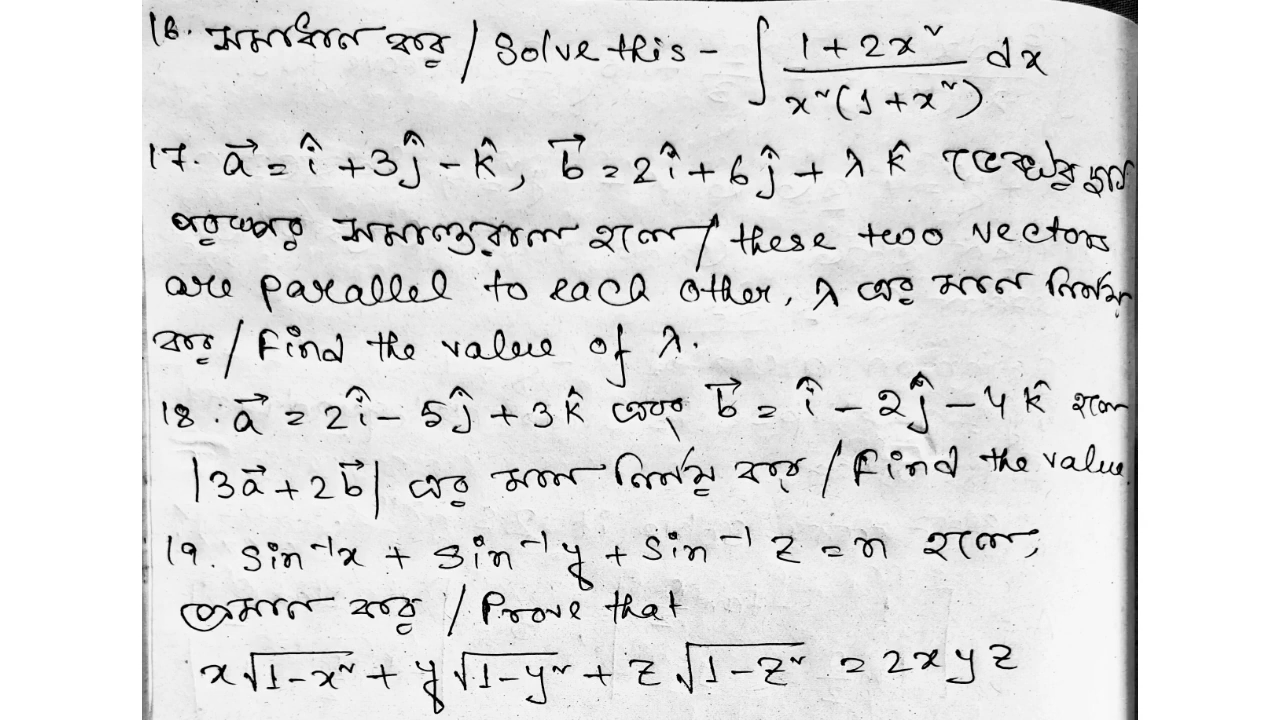 16. সমাধান কর / Solve this - ∫ (1 + 2x²) / (x²(1 + x²)) dx
17. a⃗ = î + 3ĵ - k̂, b⃗ = 2î + 6ĵ + λ k̂ ভেক্টর দ্বয়
পরস্পর সমান্তরাল হলে / these two vectors
are parallel to each other, λ এর মান নির্ণয়
কর / Find the value of λ.
18. a⃗ = 2î - 5ĵ + 3k̂ এবং b⃗ = î - 2ĵ - 4k̂ হলে
|3a⃗ + 2b⃗| এর মান নির্ণয় কর / Find the value.
19. sin⁻¹x + sin⁻¹y + sin⁻¹z = π হলে,
প্রমাণ কর / Prove that
x√(1-x²) + y√(1-y²) + z√(1-z²) = 2xyz